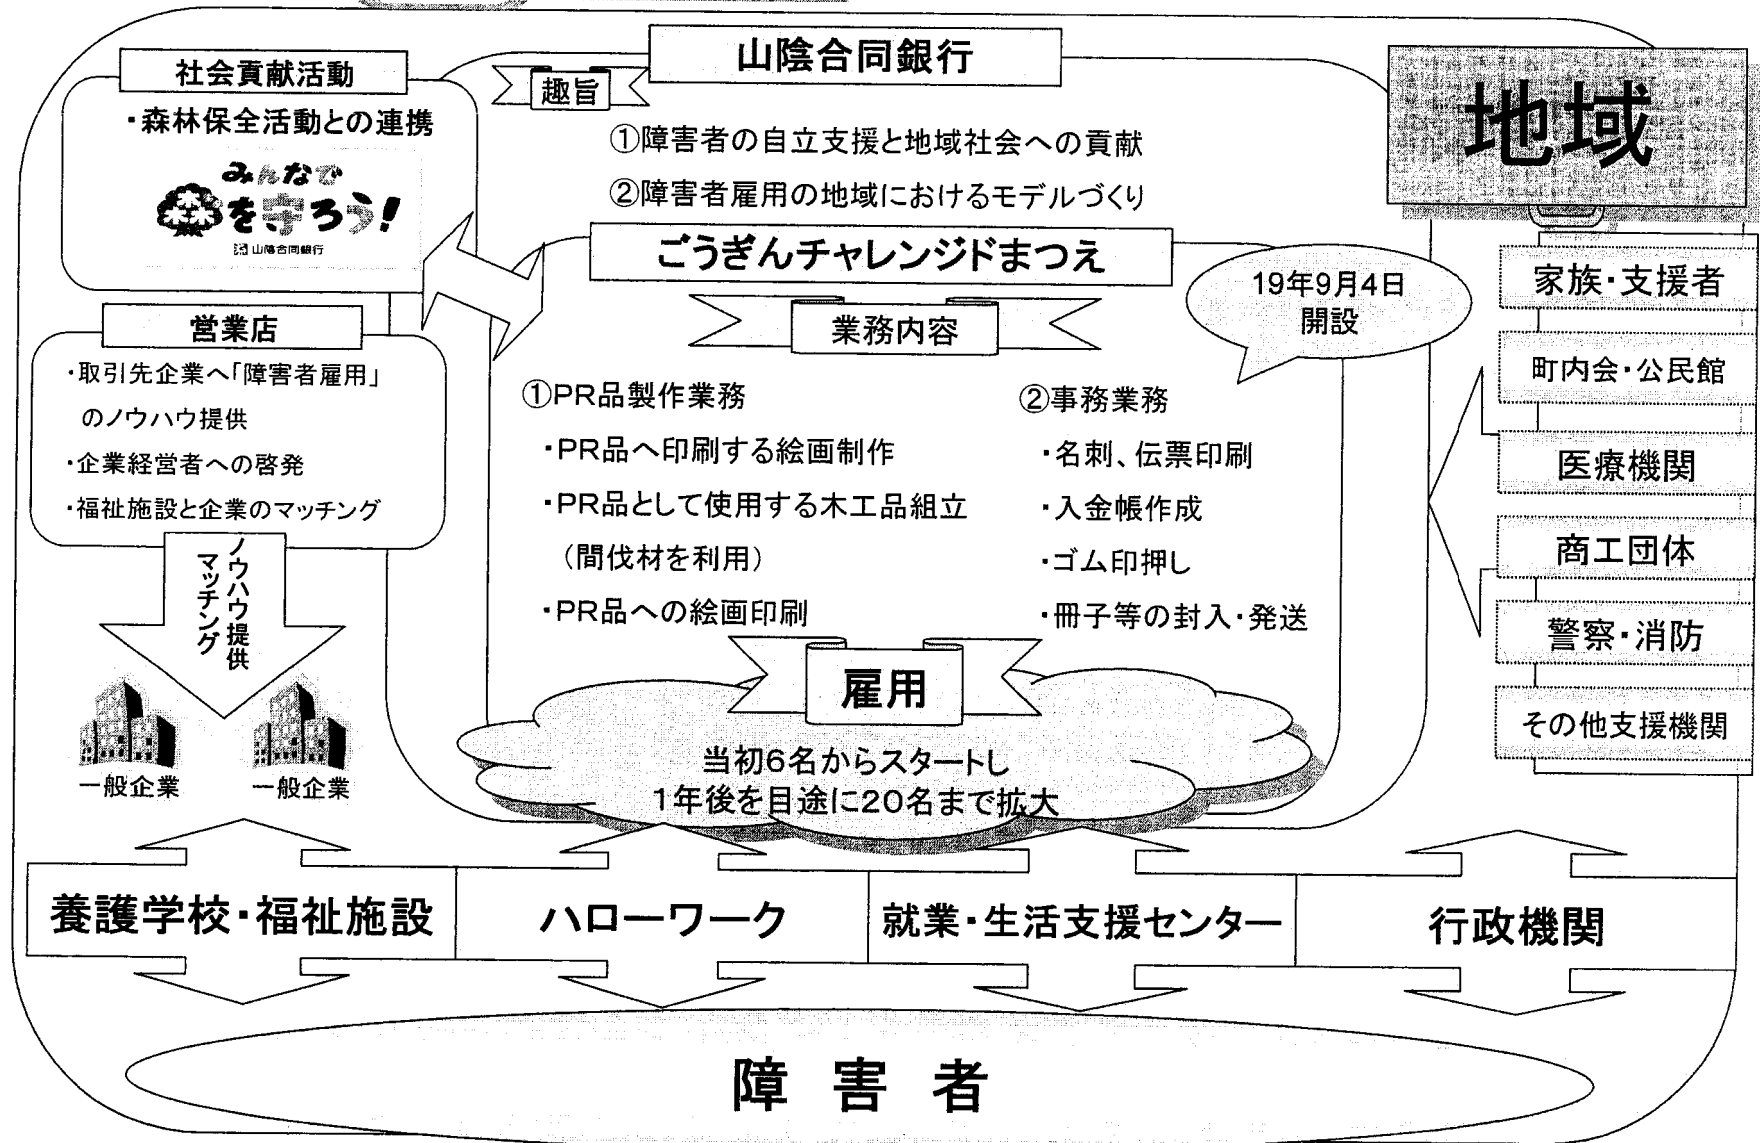 山陰合同銀行
趣旨
①障害者の自立支援と地域社会への貢献
②障害者雇用の地域におけるモデルづくり
社会貢献活動
・森林保全活動との連携
みんなで
森を守ろう!
山陰合同銀行
営業店
・取引先企業へ「障害者雇用」
のノウハウ提供
・企業経営者への啓発
・福祉施設と企業のマッチング
ノウハウ提供
マッチング
一般企業
一般企業
ごうぎんチャレンジドまつえ
19年9月4日
開設
業務内容
①PR品製作業務
・PR品へ印刷する絵画制作
・PR品として使用する木工品組立
（間伐材を利用）
・PR品への絵画印刷
②事務業務
・名刺、伝票印刷
・入金帳作成
・ゴム印押し
・冊子等の封入・発送
雇用
当初6名からスタートし
1年後を目途に20名まで拡大
地域
家族・支援者
町内会・公民館
医療機関
商工団体
警察・消防
その他支援機関
養護学校・福祉施設
ハローワーク
就業・生活支援センター
行政機関
障害者